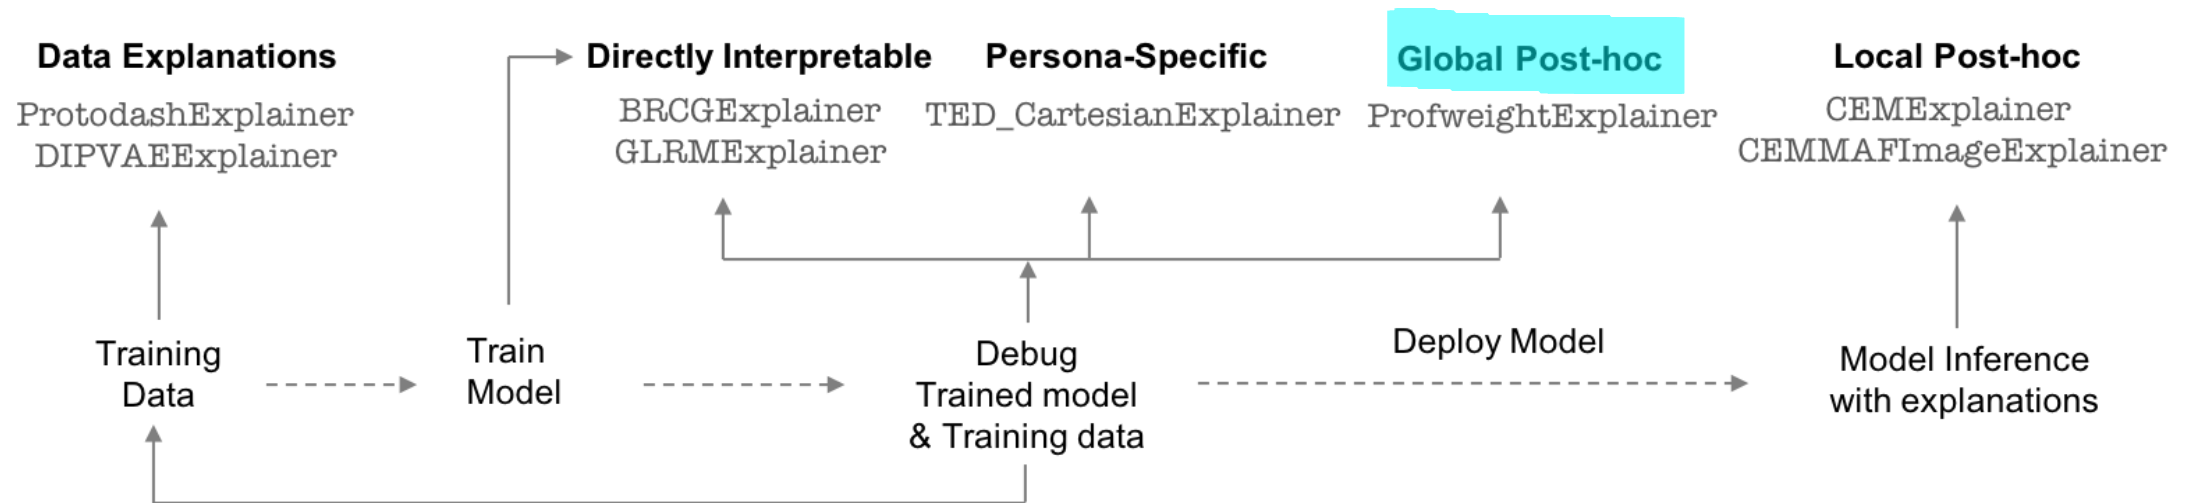 Data Explanations
ProtodashExplainer
DIPVAEExplainer
Directly Interpretable
BRCGExplainer
GLRMExplainer
Persona-Specific
TED_CartesianExplainer
Global Post-hoc
ProfweightExplainer
Local Post-hoc
CEMExplainer
CEMMAFImageExplainer
Training
Data
Train
Model
Debug
Trained model
& Training data
Deploy Model
Model Inference
with explanations